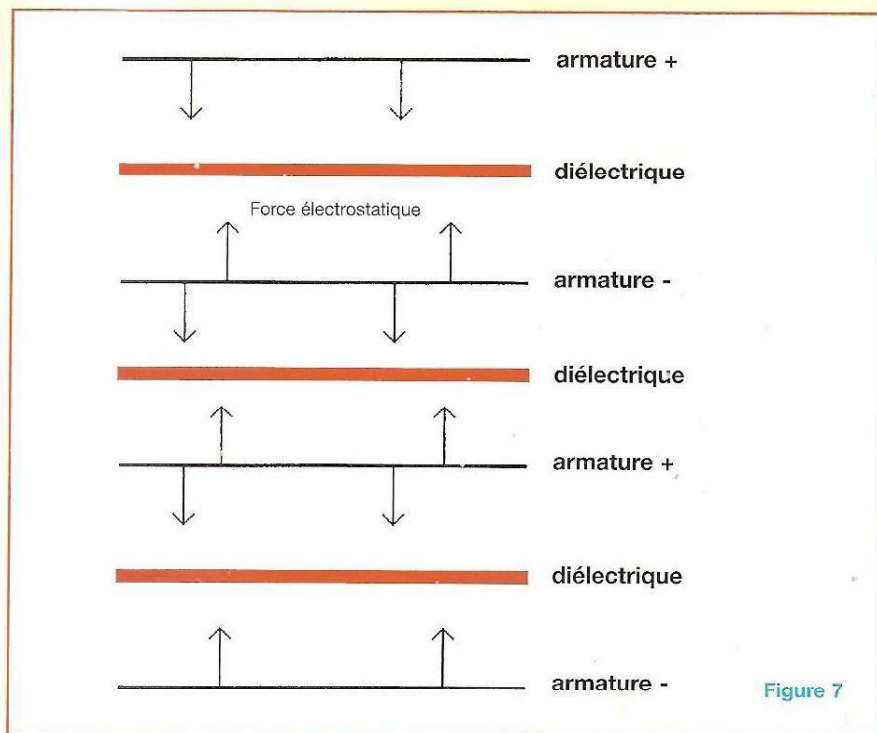 armature +
diélectrique
Force électrostatique
armature -
diélectrique
armature +
diélectrique
armature -
Figure 7